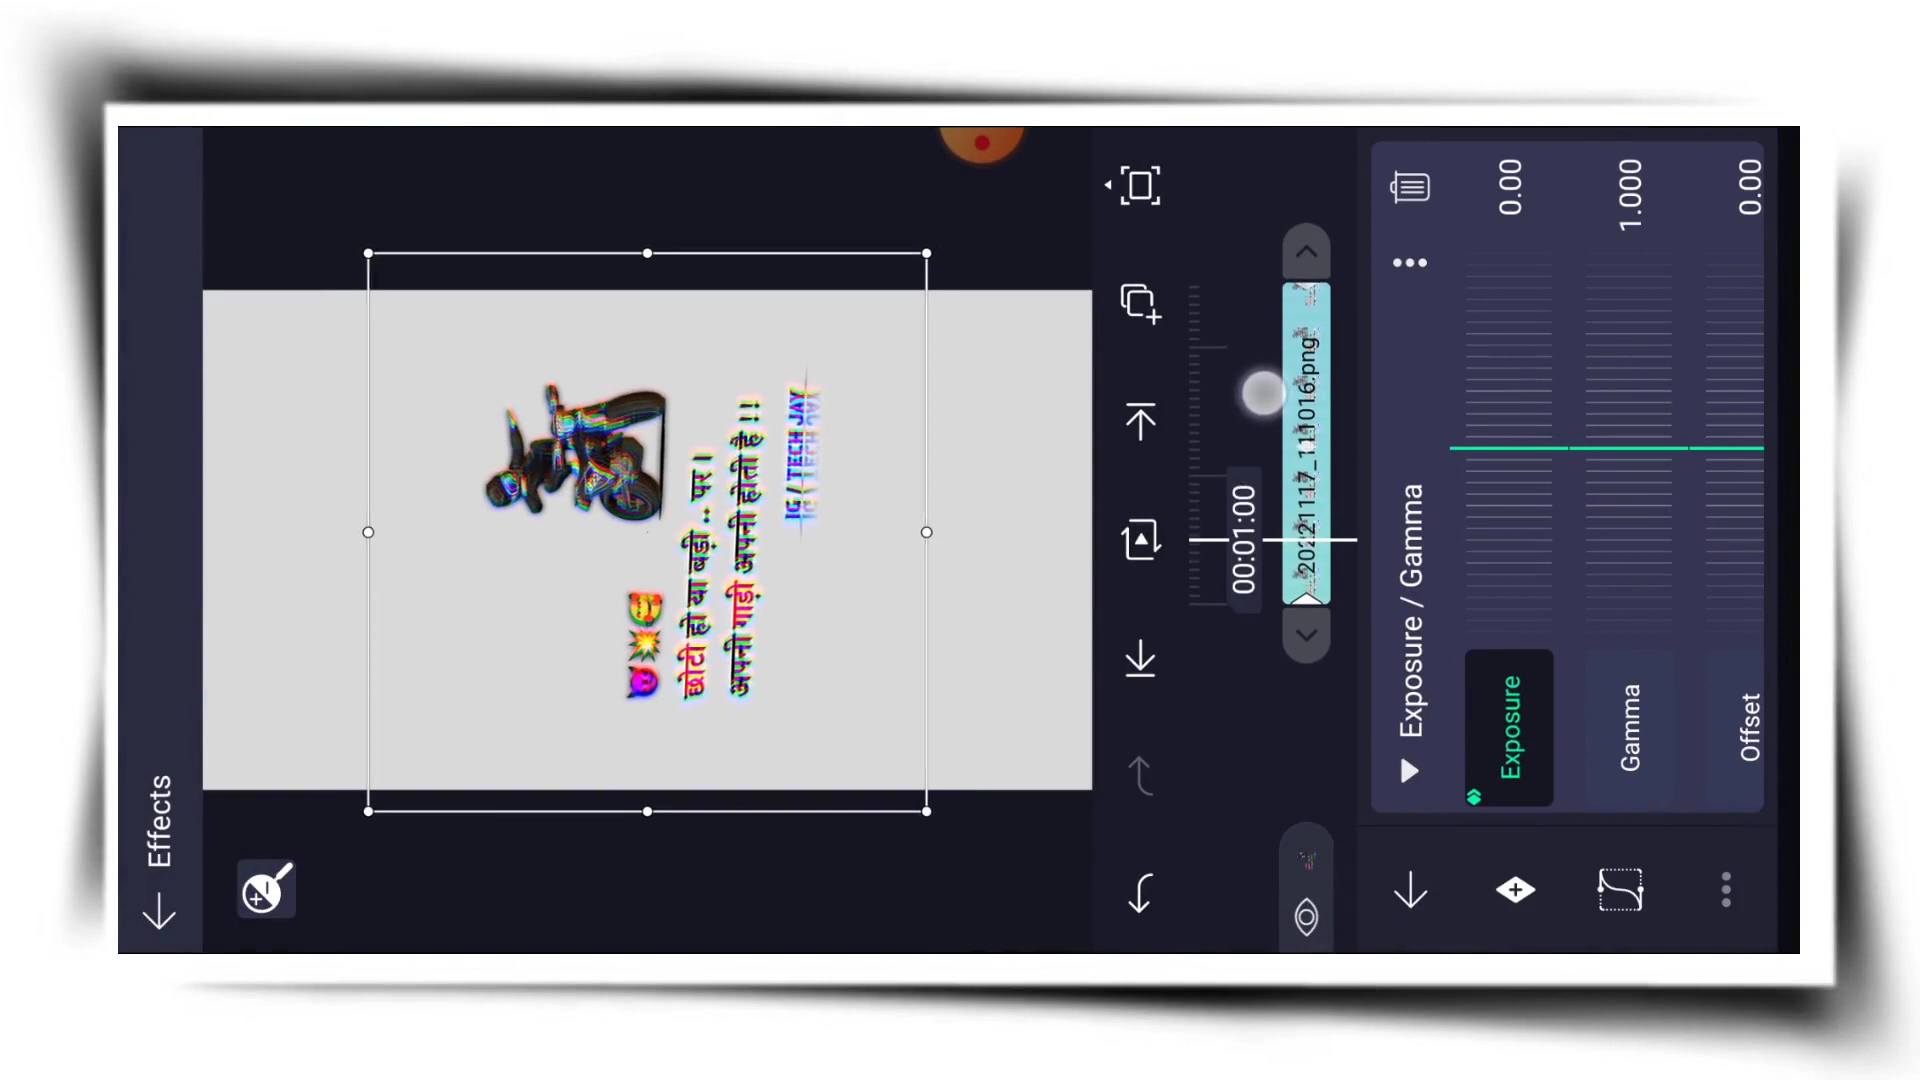 Effects
छोटी हो या बड़ी .. पर ।
अपनी गाड़ी अपनी होती है !!
IG / TECH JAY
00:01:00
20221117_111016.png
Exposure / Gamma
Exposure
0.00
Gamma
1.000
Offset
0.00